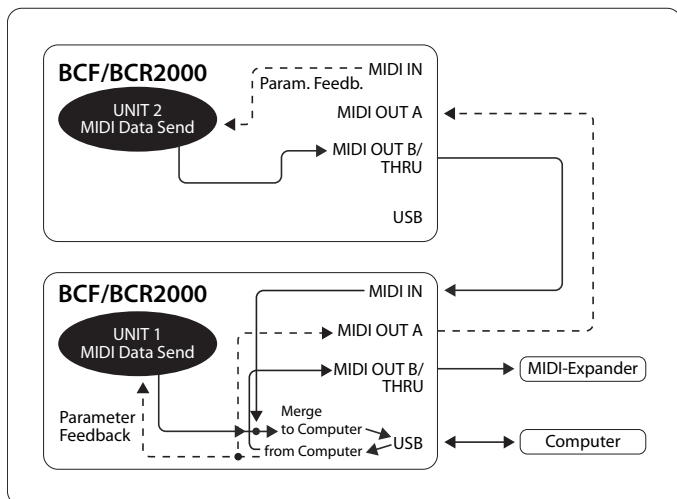 BCF/BCR2000
UNIT 2
MIDI Data Send
Param. Feedb.
MIDI IN
MIDI OUT A
MIDI OUT B/
THRU
USB
BCF/BCR2000
UNIT 1
MIDI Data Send
MIDI IN
MIDI OUT A
MIDI OUT B/
THRU
MIDI-Expander
Parameter
Feedback
Merge
to Computer
from Computer
USB
Computer